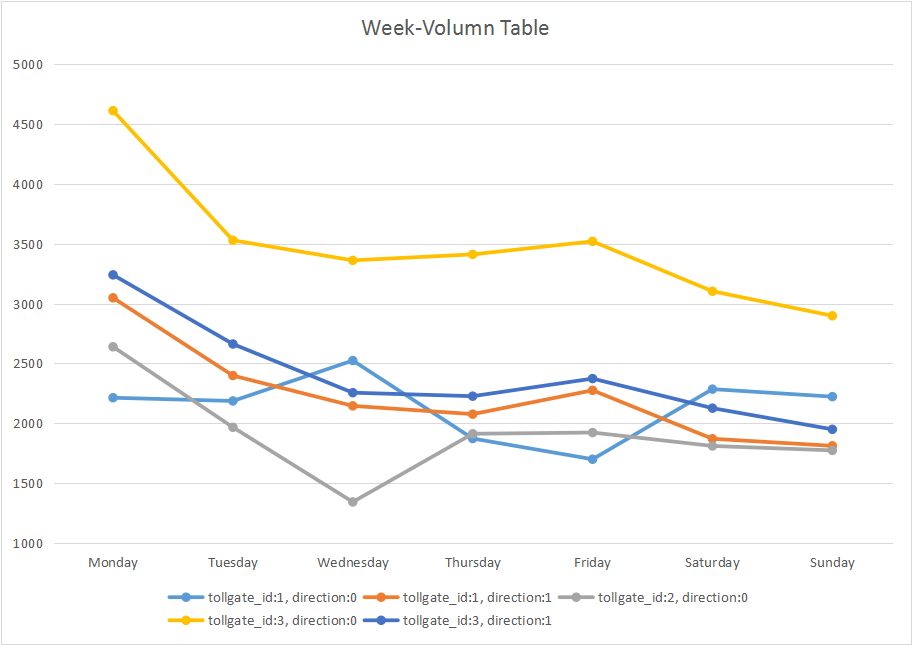 Week-Volumn Table
5000
4500
4000
3500
3000
2500
2000
1500
1000
Monday Tuesday Wednesday Thursday Friday Saturday Sunday
tollgate_id:1, direction:0 tollgate_id:1, direction:1 tollgate_id:2, direction:0
tollgate_id:3, direction:0 tollgate_id:3, direction:1